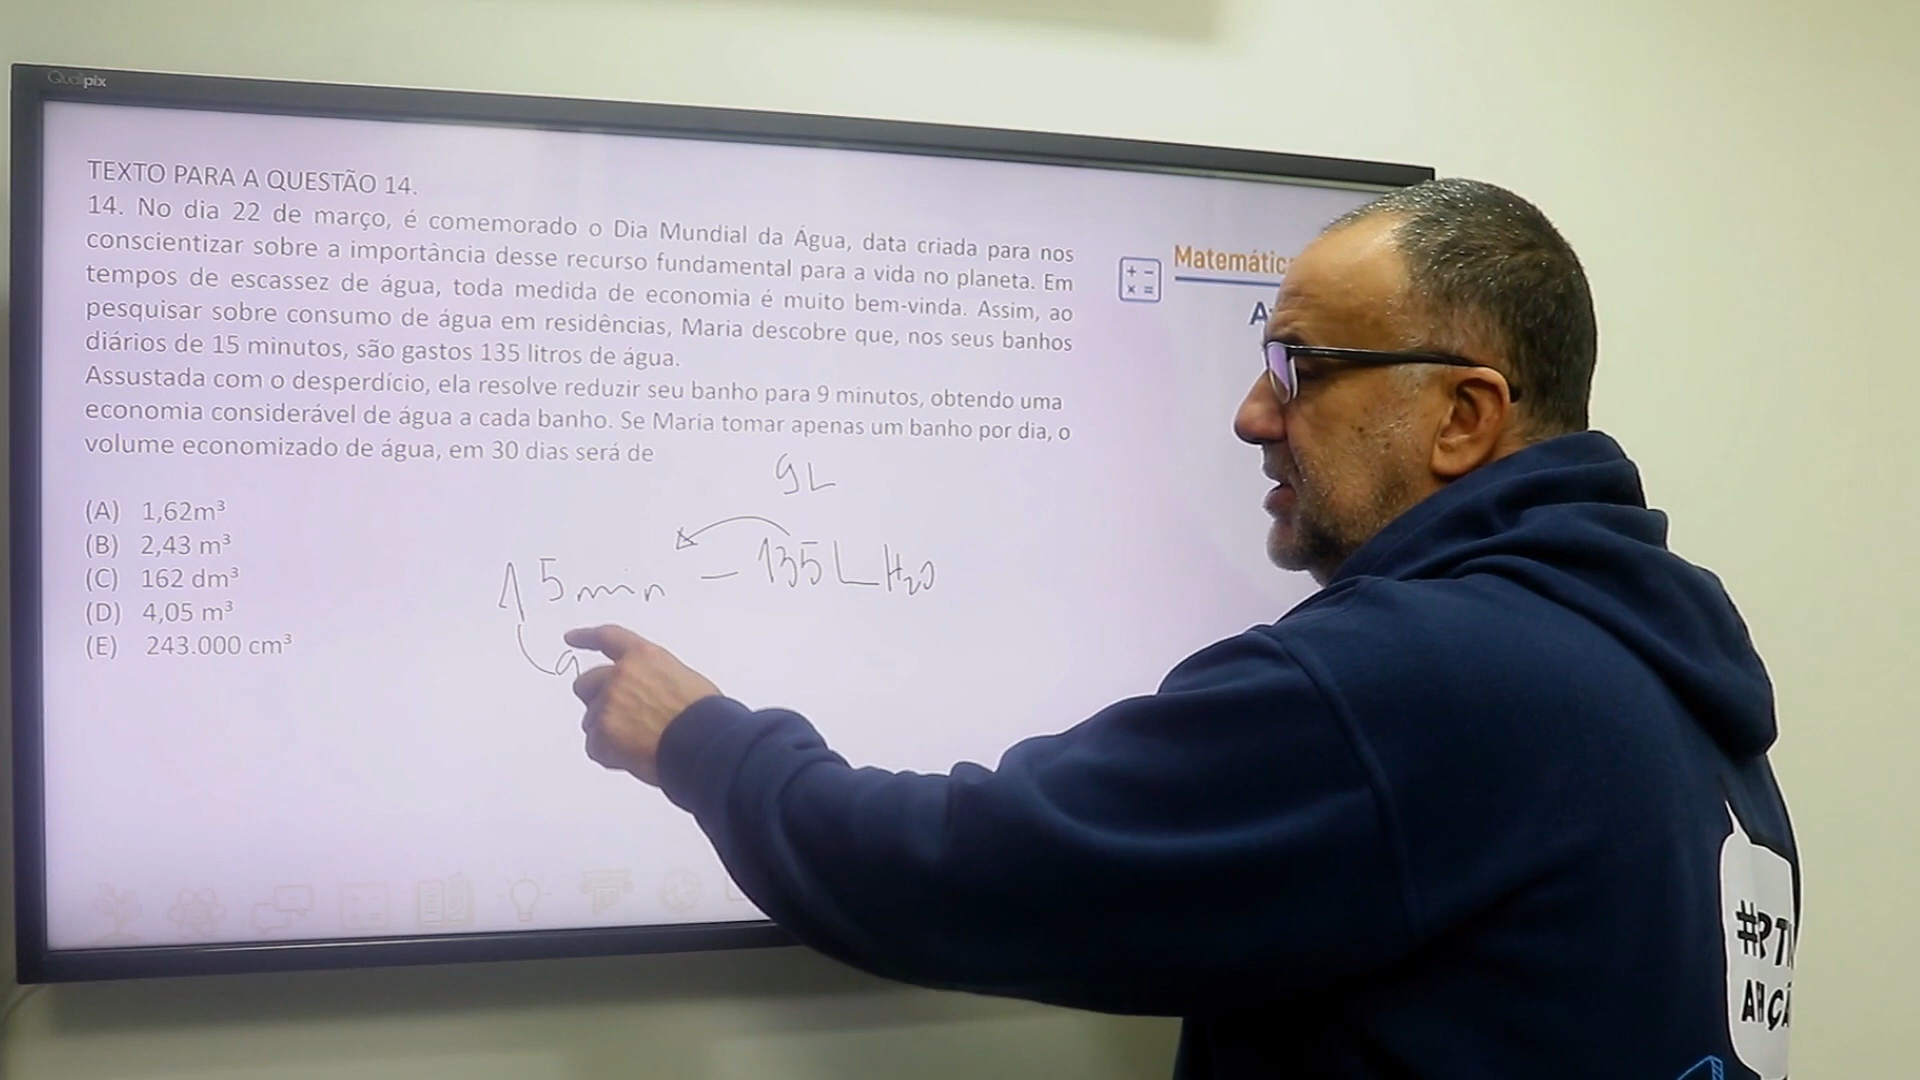 Qualipix
TEXTO PARA A QUESTÃO 14.
14. No dia 22 de março, é comemorado o Dia Mundial da Água, data criada para nos
conscientizar sobre a importância desse recurso fundamental para a vida no planeta. Em
tempos de escassez de água, toda medida de economia é muito bem-vinda. Assim, ao
pesquisar sobre consumo de água em residências, Maria descobre que, nos seus banhos
diários de 15 minutos, são gastos 135 litros de água.
Assustada com o desperdício, ela resolve reduzir seu banho para 9 minutos, obtendo uma
economia considerável de água a cada banho. Se Maria tomar apenas um banho por dia, o
volume economizado de água, em 30 dias será de
(A) 1,62m³
(B) 2,43 m³
(C) 162 dm³
(D) 4,05 m³
(E) 243.000 cm³
9L
15min – 135L H₂O
9
Matemátic